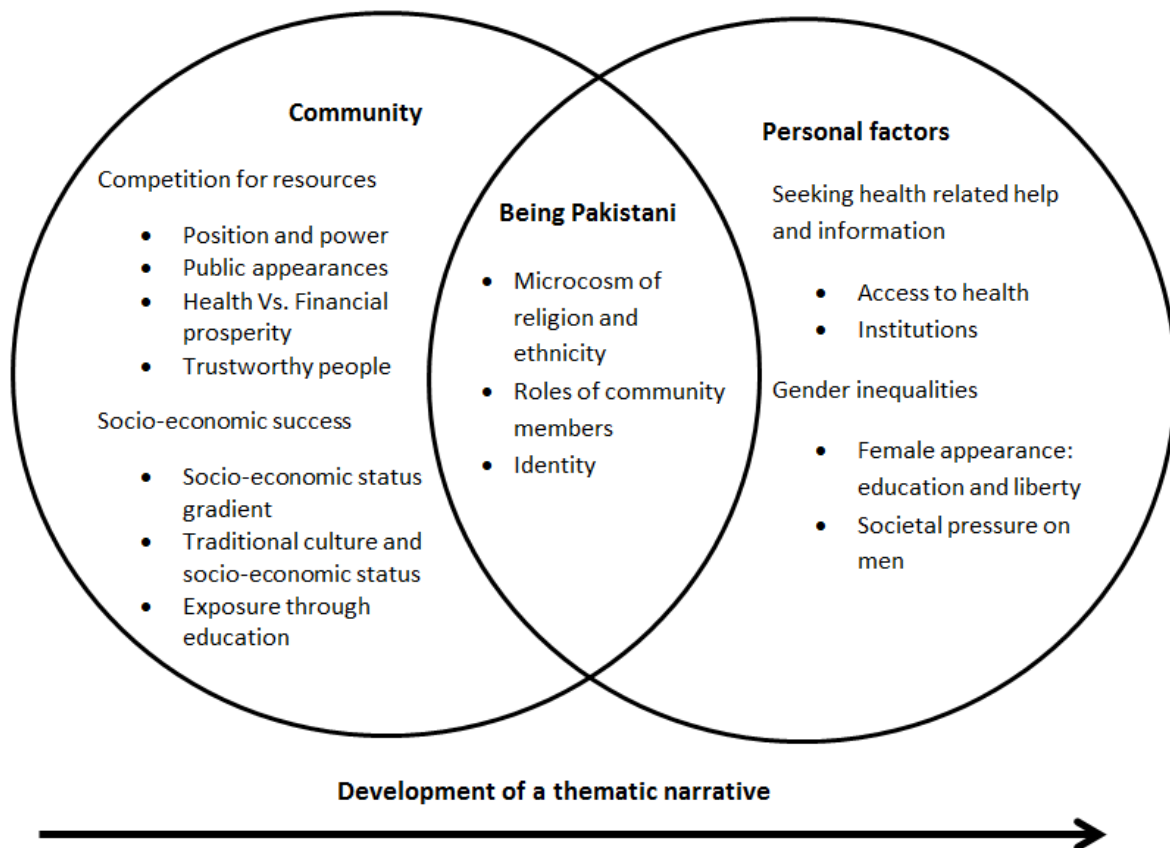 Community
Competition for resources
• Position and power
• Public appearances
• Health Vs. Financial
prosperity
• Trustworthy people
Socio-economic success
• Socio-economic status
gradient
• Traditional culture and
socio-economic status
• Exposure through
education
Being Pakistani
• Microcosm of
religion and
ethnicity
• Roles of community
members
• Identity
Personal factors
Seeking health related help
and information
• Access to health
• Institutions
Gender inequalities
• Female appearance:
education and liberty
• Societal pressure on
men
Development of a thematic narrative